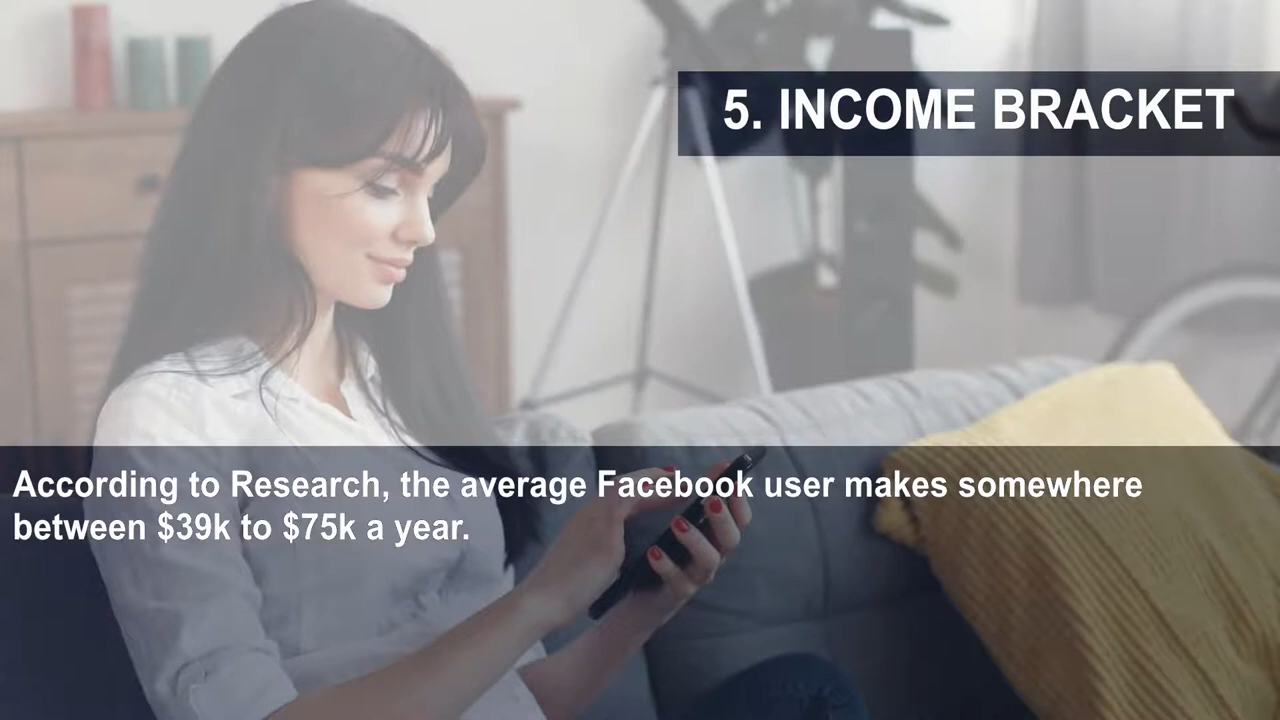 5. INCOME BRACKET
According to Research, the average Facebook user makes somewhere
between $39k to $75k a year.